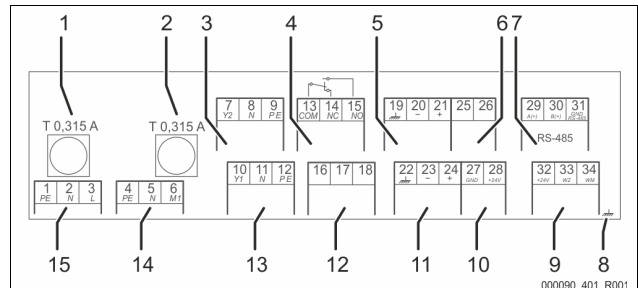 1 2 3 4 5 6 7
7 8 9 13 14 15 19 20 21 25 26 29 30 31
Y2 N PE COM NC NO − + A(+) B(+) GND RS-485
T 0,315 A T 0,315 A RS-485
10 11 12 16 17 18 22 23 24 27 28 32 33 34
Y1 N PE − + GND +24V +24V WZ WM
1 2 3 4 5 6
PE N L PE N M1
15 14 13 12 11 10 9 8
000090_401_R001